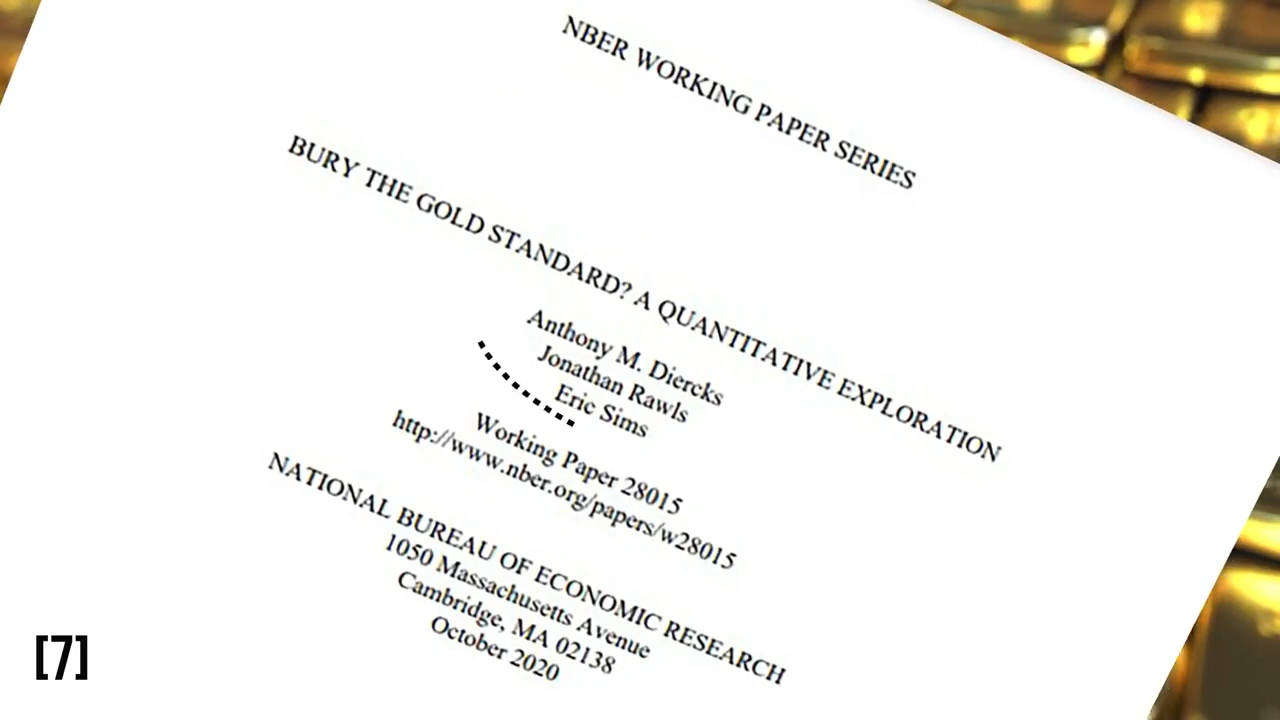 NBER WORKING PAPER SERIES
BURY THE GOLD STANDARD? A QUANTITATIVE EXPLORATION
Anthony M. Diercks
Jonathan Rawls
Eric Sims
Working Paper 28015
http://www.nber.org/papers/w28015
NATIONAL BUREAU OF ECONOMIC RESEARCH
1050 Massachusetts Avenue
Cambridge, MA 02138
October 2020
[7]